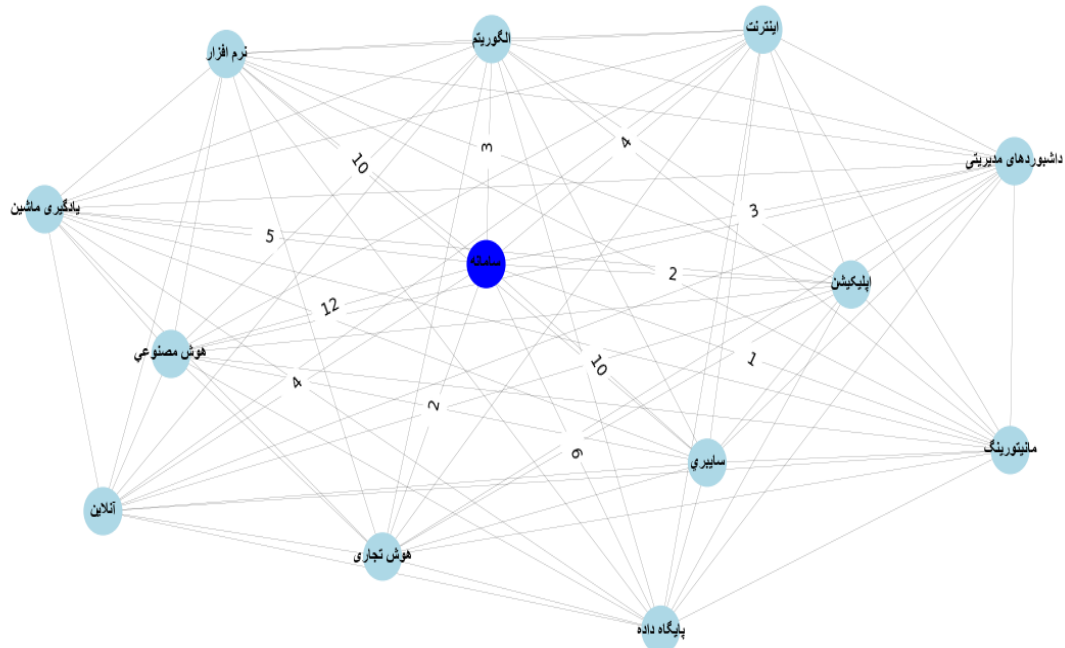 اینترنت
الگوریتم
نرم افزار
داشبوردهای مدیریتي
4
3
10
یادگیری ماشین
3
5
سامانه
2
اپلیکیشن
12
هوش مصنوعي
10
1
4
2
مانیتورینگ
6
سایبري
آنلاین
هوش تجاری
پایگاه داده